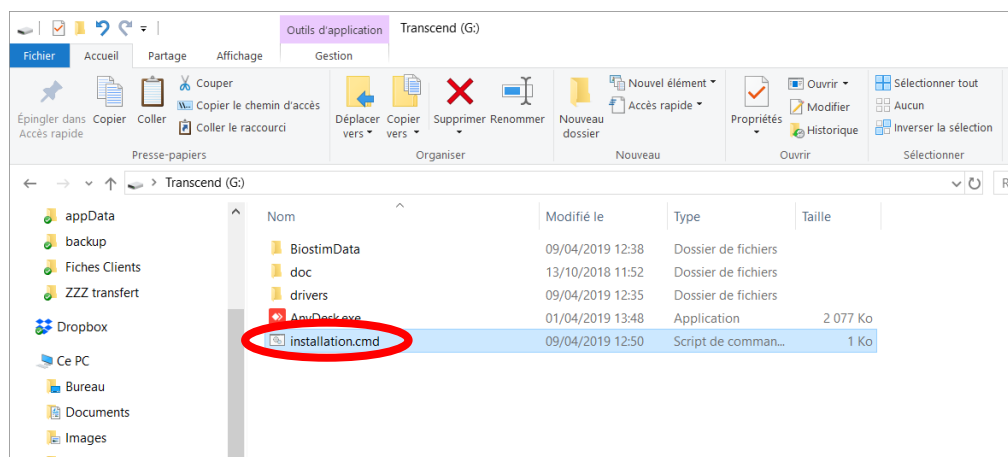 Outils d'application Transcend (G:)
Fichier Accueil Partage Affichage Gestion
Épingler dans Accès rapide
Copier
Coller
Couper
Copier le chemin d'accès
Coller le raccourci
Presse-papiers
Déplacer vers
Copier vers
Supprimer
Renommer
Organiser
Nouveau dossier
Nouvel élément
Accès rapide
Nouveau
Propriétés
Ouvrir
Modifier
Historique
Ouvrir
Sélectionner tout
Aucun
Inverser la sélection
Sélectionner
Transcend (G:) R
appData
backup
Fiches Clients
ZZZ transfert
Dropbox
Ce PC
Bureau
Documents
Images
Nom Modifié le Type Taille
BiostimData 09/04/2019 12:38 Dossier de fichiers
doc 13/10/2018 11:52 Dossier de fichiers
drivers 09/04/2019 12:35 Dossier de fichiers
AnyDesk.exe 01/04/2019 13:48 Application 2 077 Ko
installation.cmd 09/04/2019 12:50 Script de comman... 1 Ko